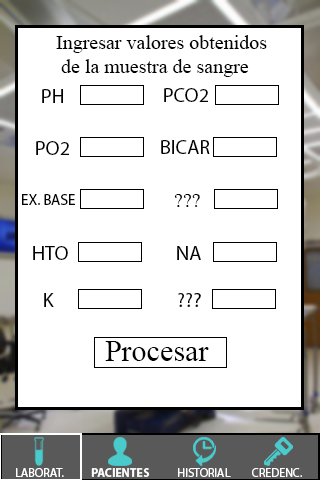 Ingresar valores obtenidos
de la muestra de sangre
PH PCO2
PO2 BICAR
EX. BASE ???
HTO NA
K ???
Procesar
LABORAT. PACIENTES HISTORIAL CREDENC.